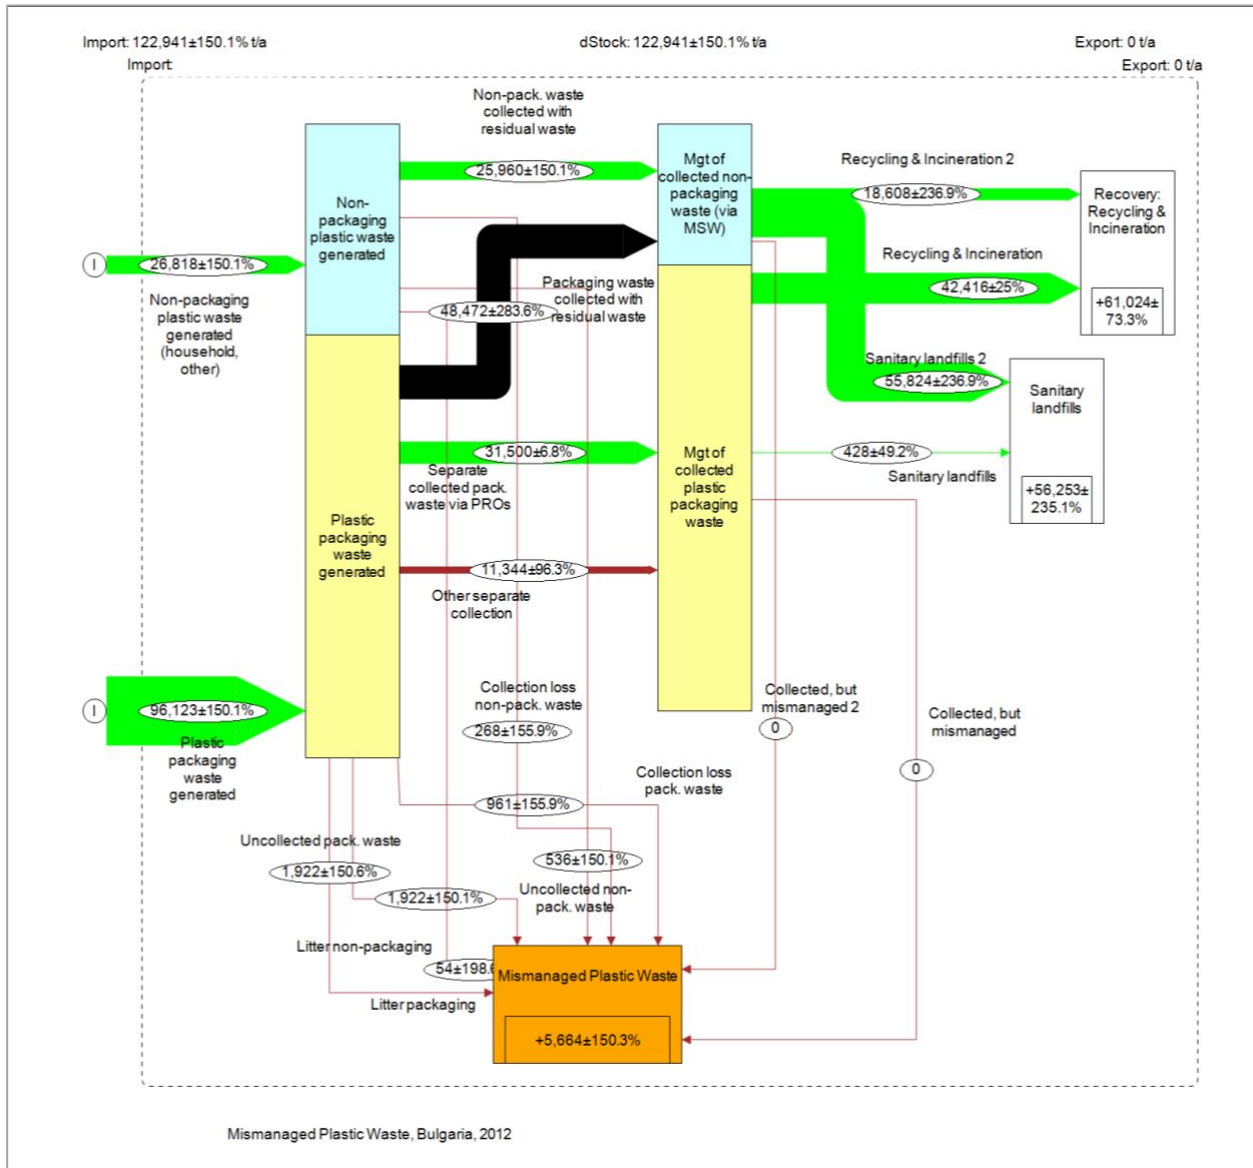 Import: 122,941±150.1% t/a
dStock: 122,941±150.1% t/a
Export: 0 t/a
Import:
Export: 0 t/a
Non-pack. waste
collected with
residual waste
25,960±150.1%
Non-
packaging
plastic waste
generated
Mgt of
collected non-
packaging
waste (via
MSW)
Recycling & Incineration 2
18,608±236.9%
Recovery:
Recycling &
Incineration
+61,024±
73.3%
I
26,818±150.1%
Non-packaging
plastic waste
generated
(household,
other)
Recycling & Incineration
42,416±25%
Packaging waste
collected with
residual waste
48,472±283.6%
Sanitary landfills 2
55,824±236.9%
Sanitary
landfills
+56,253±
235.1%
31,500±6.8%
Separate
collected pack.
waste via PROs
Mgt of
collected
plastic
packaging
waste
428±49.2%
Sanitary landfills
Plastic
packaging
waste
generated
11,344±96.3%
Other separate
collection
I
96,123±150.1%
Plastic
packaging
waste
generated
Collection loss
non-pack. waste
268±155.9%
Collected, but
mismanaged 2
0
Collected, but
mismanaged
0
Collection loss
pack. waste
961±155.9%
Uncollected pack. waste
1,922±150.6%
536±150.1%
Uncollected non-
pack. waste
1,922±150.1%
Litter non-packaging
54±198.6
Litter packaging
Mismanaged Plastic Waste
+5,664±150.3%
Mismanaged Plastic Waste, Bulgaria, 2012